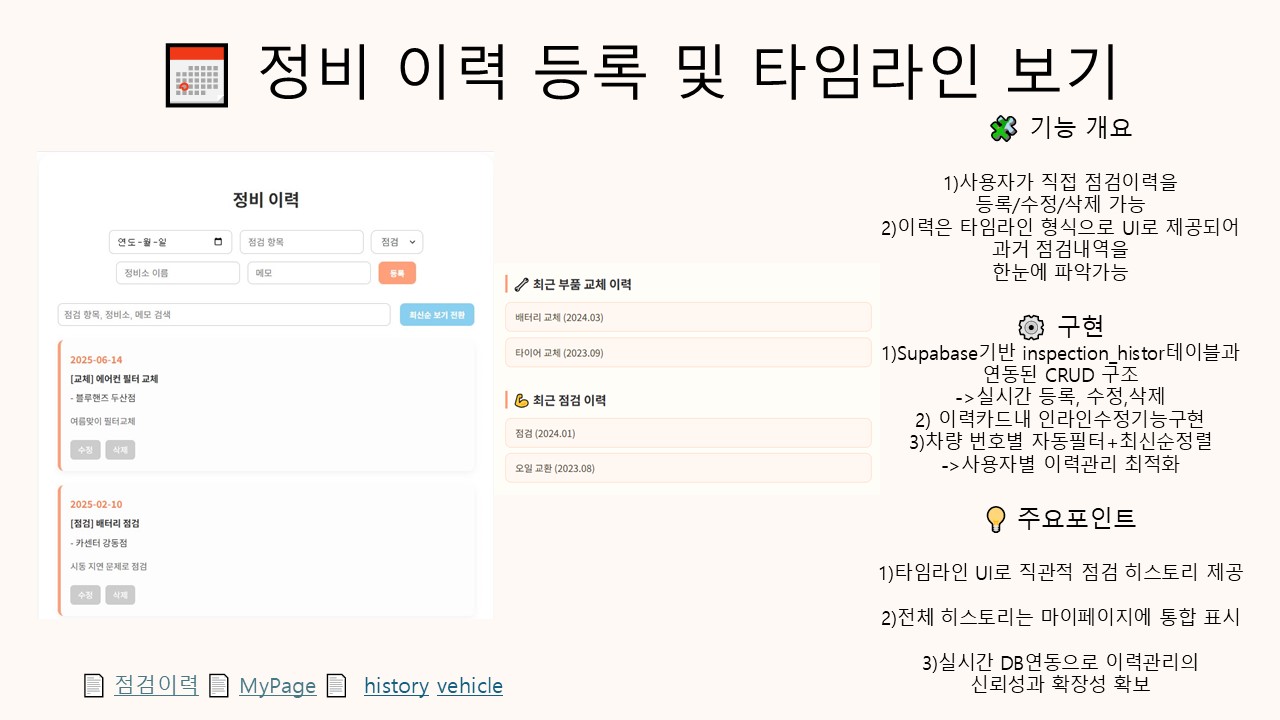 정비 이력 등록 및 타임라인 보기
정비 이력
연도-월-일
점검 항목
점검
정비소 이름
메모
등록
점검 항목, 정비소, 메모 검색
최신순 보기 전환
2025-06-14
[교체] 에어컨 필터 교체
- 블루핸즈 두산점
여름맞이 필터교체
수정
삭제
2025-02-10
[점검] 배터리 점검
- 카센터 강동점
시동 지연 문제로 점검
수정
삭제
최근 부품 교체 이력
배터리 교체 (2024.03)
타이어 교체 (2023.09)
최근 점검 이력
점검 (2024.01)
오일 교환 (2023.08)
기능 개요
1)사용자가 직접 점검이력을
등록/수정/삭제 가능
2)이력은 타임라인 형식으로 UI로 제공되어
과거 점검내역을
한눈에 파악가능
구현
1)Supabase기반 inspection_histor테이블과
연동된 CRUD 구조
->실시간 등록, 수정,삭제
2) 이력카드내 인라인수정기능구현
3)차량 번호별 자동필터+최신순정렬
->사용자별 이력관리 최적화
주요포인트
1)타임라인 UI로 직관적 점검 히스토리 제공
2)전체 히스토리는 마이페이지에 통합 표시
3)실시간 DB연동으로 이력관리의
신뢰성과 확장성 확보
점검이력 MyPage history vehicle